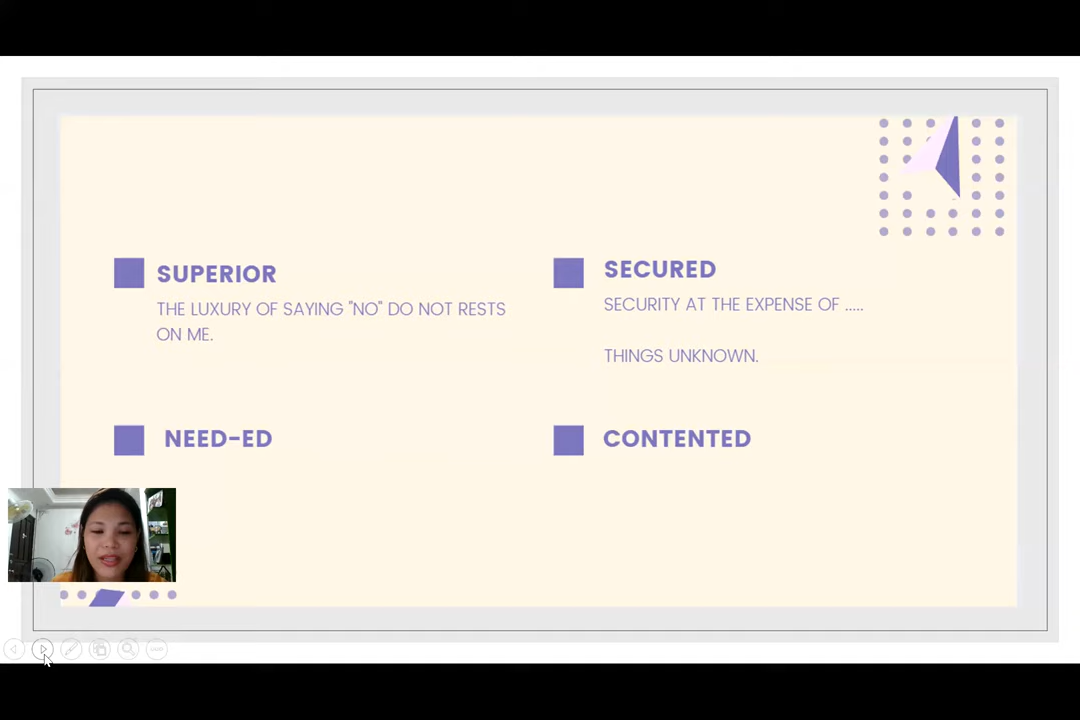 SUPERIOR
THE LUXURY OF SAYING "NO" DO NOT RESTS
ON ME.
SECURED
SECURITY AT THE EXPENSE OF .....
THINGS UNKNOWN.
NEED-ED
CONTENTED